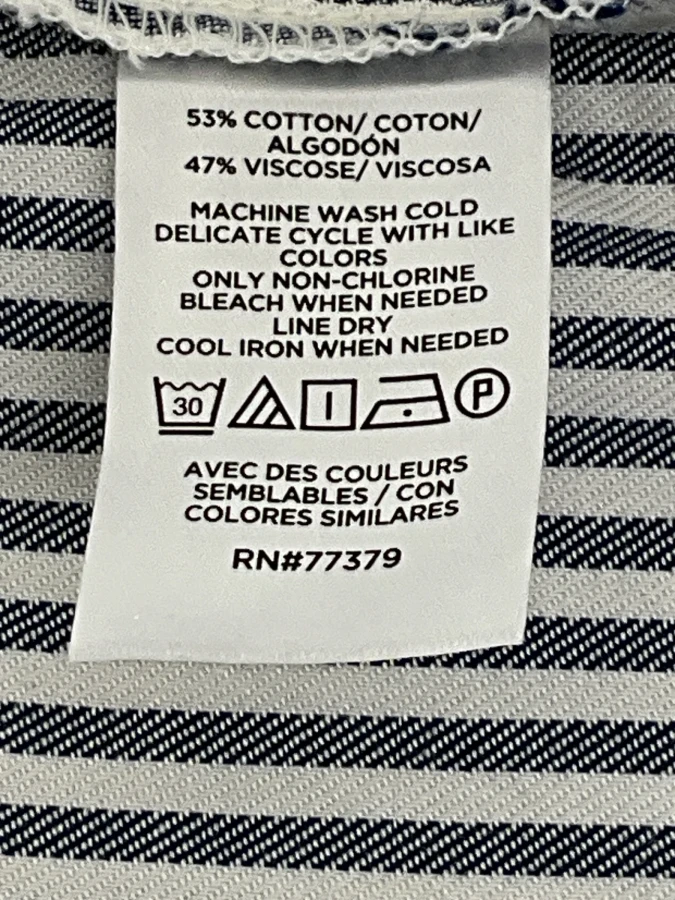 53% COTTON/ COTON/
ALGODÓN
47% VISCOSE/ VISCOSA
MACHINE WASH COLD
DELICATE CYCLE WITH LIKE
COLORS
ONLY NON-CHLORINE
BLEACH WHEN NEEDED
LINE DRY
COOL IRON WHEN NEEDED
30 P
AVEC DES COULEURS
SEMBLABLES / CON
COLORES SIMILARES
RN#77379